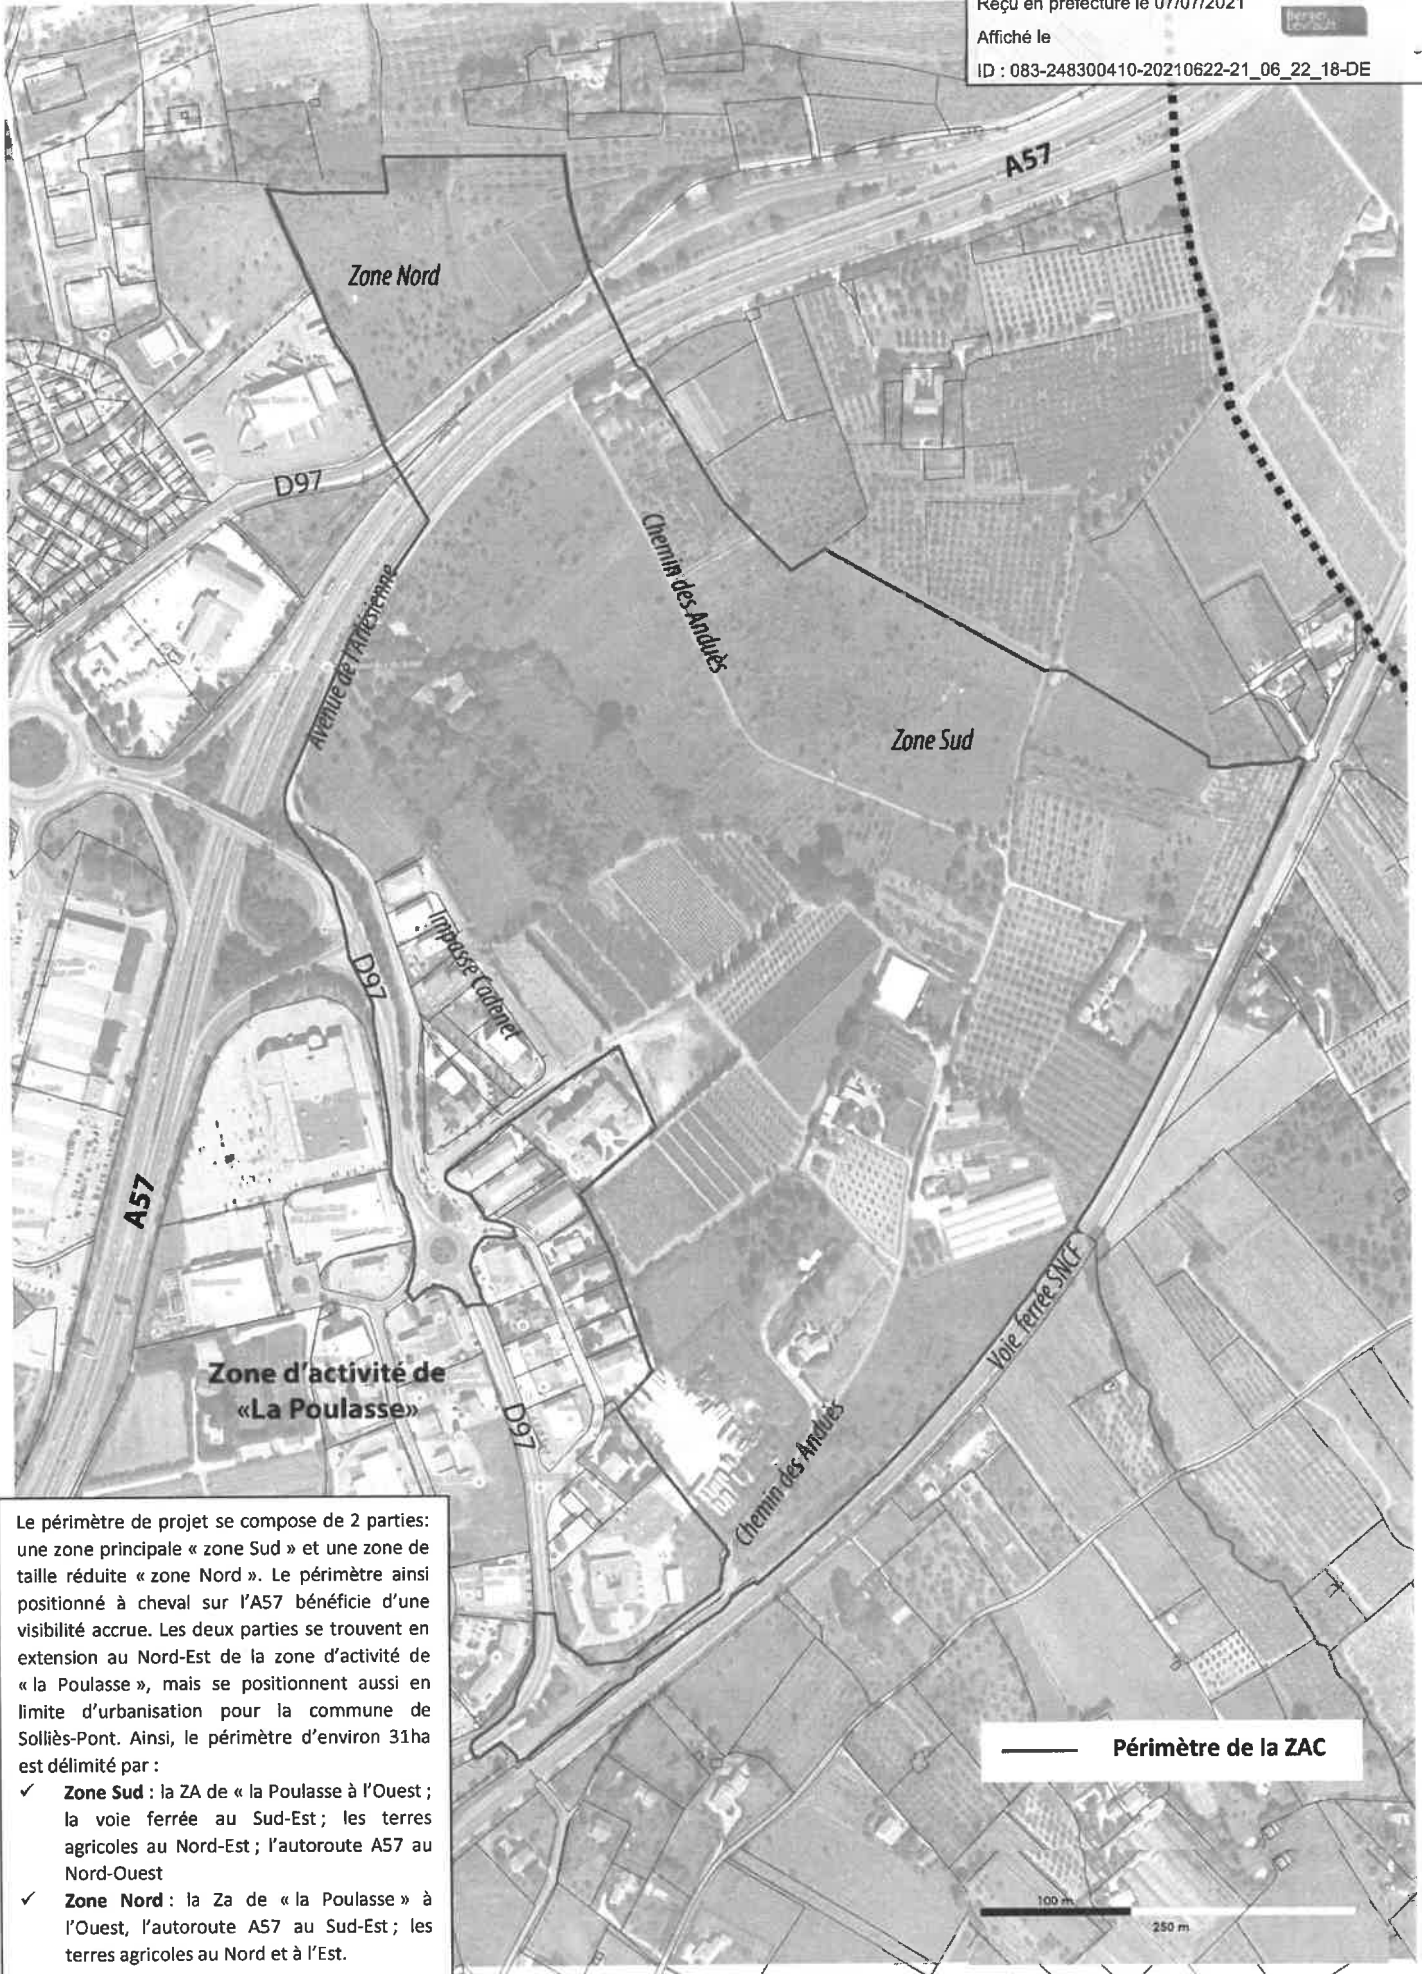 Reçu en préfecture le 07/07/2021
Berger Levrault
Affiché le
ID : 083-248300410-20210622-21_06_22_18-DE
A57
Zone Nord
D97
Chemin des Anduès
Avenue de l'Arlésienne
Zone Sud
Impasse Cadenet
D97
A57
Voie ferrée SNCF
Zone d'activité de
«La Poulasse»
D97
Chemin des Anduès
Le périmètre de projet se compose de 2 parties:
une zone principale « zone Sud » et une zone de
taille réduite « zone Nord ». Le périmètre ainsi
positionné à cheval sur l'A57 bénéficie d'une
visibilité accrue. Les deux parties se trouvent en
extension au Nord-Est de la zone d'activité de
« la Poulasse », mais se positionnent aussi en
limite d'urbanisation pour la commune de
Solliès-Pont. Ainsi, le périmètre d'environ 31ha
est délimité par :
✓ Zone Sud : la ZA de « la Poulasse à l'Ouest ;
la voie ferrée au Sud-Est ; les terres
agricoles au Nord-Est ; l'autoroute A57 au
Nord-Ouest
✓ Zone Nord : la Za de « la Poulasse » à
l'Ouest, l'autoroute A57 au Sud-Est ; les
terres agricoles au Nord et à l'Est.
Périmètre de la ZAC
100 m
250 m